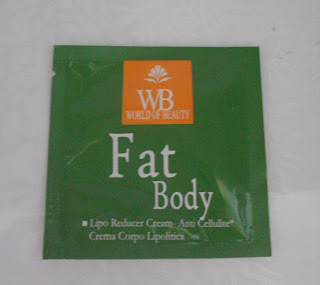 WB
WORLD OF BEAUTY
Fat
Body
Lipo Reducer Cream- Anti Cellulite*
Crema Corpo Lipolitica